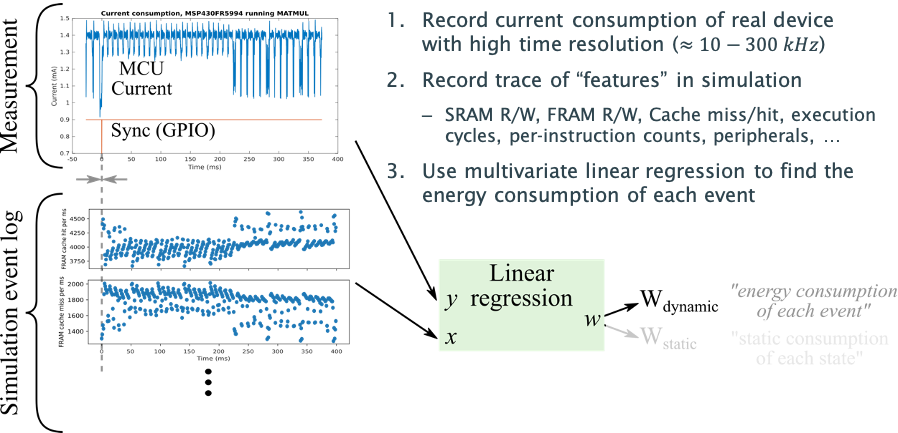 Measurement
Current consumption, MSP430FR5994 running MATMUL
Current (mA)
1.5
1.4
1.3
1.2
1.1
1
0.9
0.8
0.7
MCU
Current
Sync (GPIO)
-50 0 50 100 150 200 250 300 350 400
Time (ms)
Simulation event log
FRAM cache hit per ms
4500
4250
4000
3750
FRAM cache miss per ms
2000
1800
1600
1400
0 50 100 150 200 250 300 350 400
Time (ms)
1. Record current consumption of real device
with high time resolution (≈ 10 − 300 kHz)
2. Record trace of “features” in simulation
– SRAM R/W, FRAM R/W, Cache miss/hit, execution
cycles, per-instruction counts, peripherals, …
3. Use multivariate linear regression to find the
energy consumption of each event
Linear
y regression
w
x
Wdynamic
"energy consumption
of each event"
Wstatic
"static consumption
of each state"